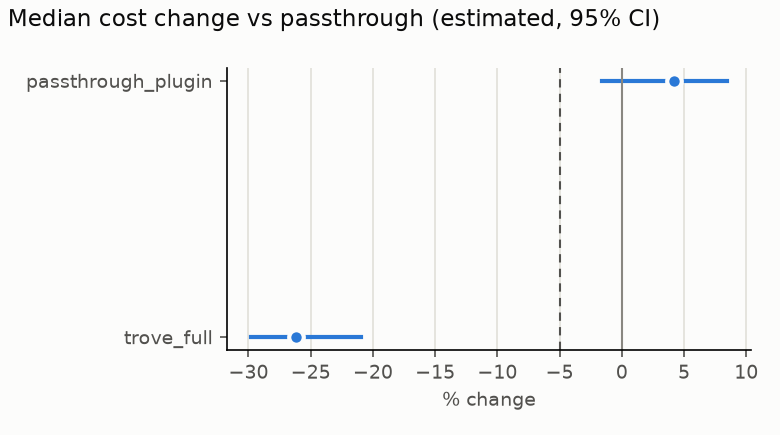 Median cost change vs passthrough (estimated, 95% CI)
passthrough_plugin
trove_full
−30 −25 −20 −15 −10 −5 0 5 10
% change